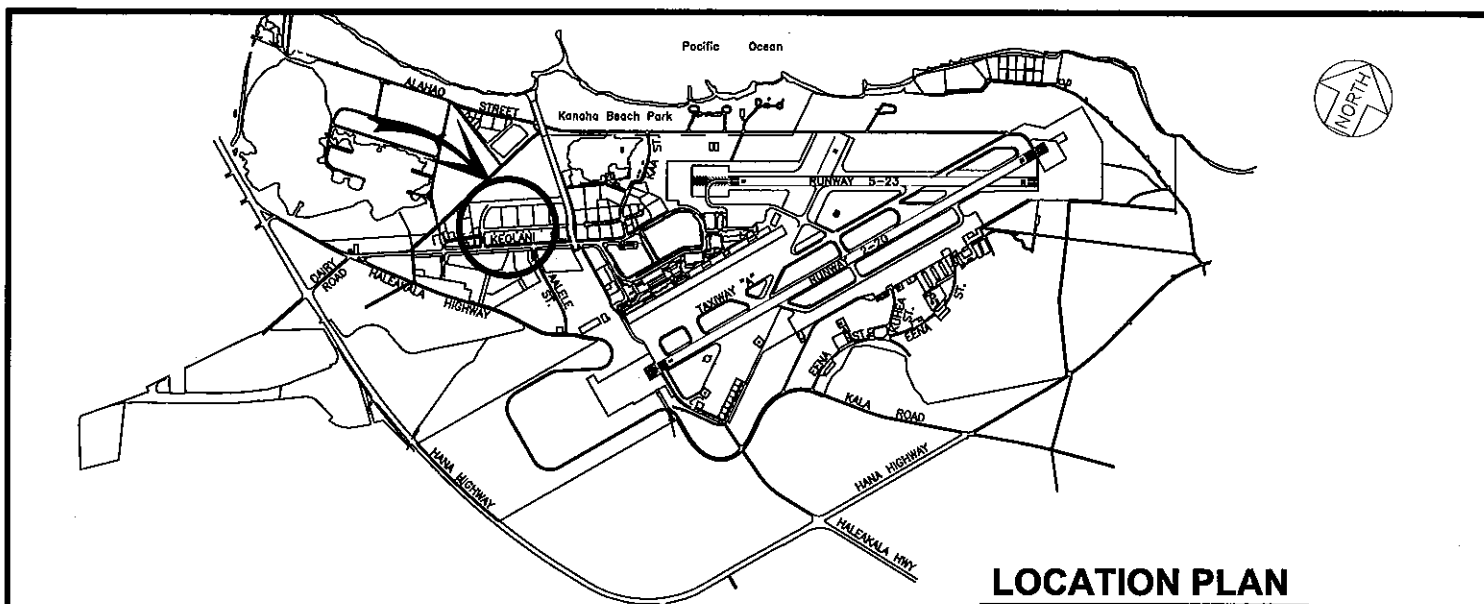 Pacific Ocean
NORTH
ALAHAO STREET
Kanaha Beach Park
KAA ST
RUNWAY 5-23
KEOLANI
RUNWAY 2-20
DAIRY ROAD
HALEAKALA HIGHWAY
AALELE ST.
TAXIWAY "A"
KOREA ST.
EENA ST.
EENA ST.
KALA ROAD
HANA HIGHWAY
HANA HIGHWAY
HALEAKALA HWY
LOCATION PLAN